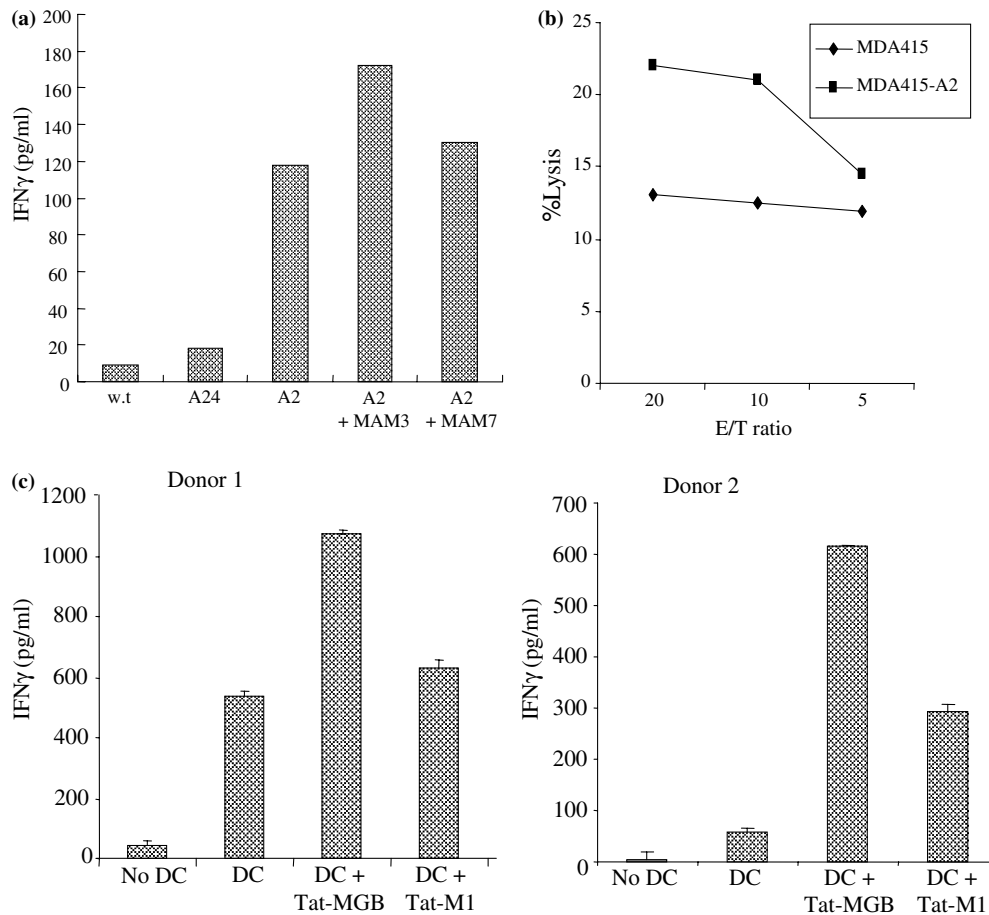 (a)
200
180
160
140
120
100
80
60
40
20
0
IFNγ (pg/ml)
w.t
A24
A2
A2
+ MAM3
A2
+ MAM7
(b)
25
20
15
10
5
0
%Lysis
20
10
5
E/T ratio
MDA415
MDA415-A2
(c)
Donor 1
1200
1000
800
600
400
200
0
IFNγ (pg/ml)
No DC
DC
DC +
Tat-MGB
DC +
Tat-M1
Donor 2
700
600
500
400
300
200
100
0
IFNγ (pg/ml)
No DC
DC
DC +
Tat-MGB
DC +
Tat-M1